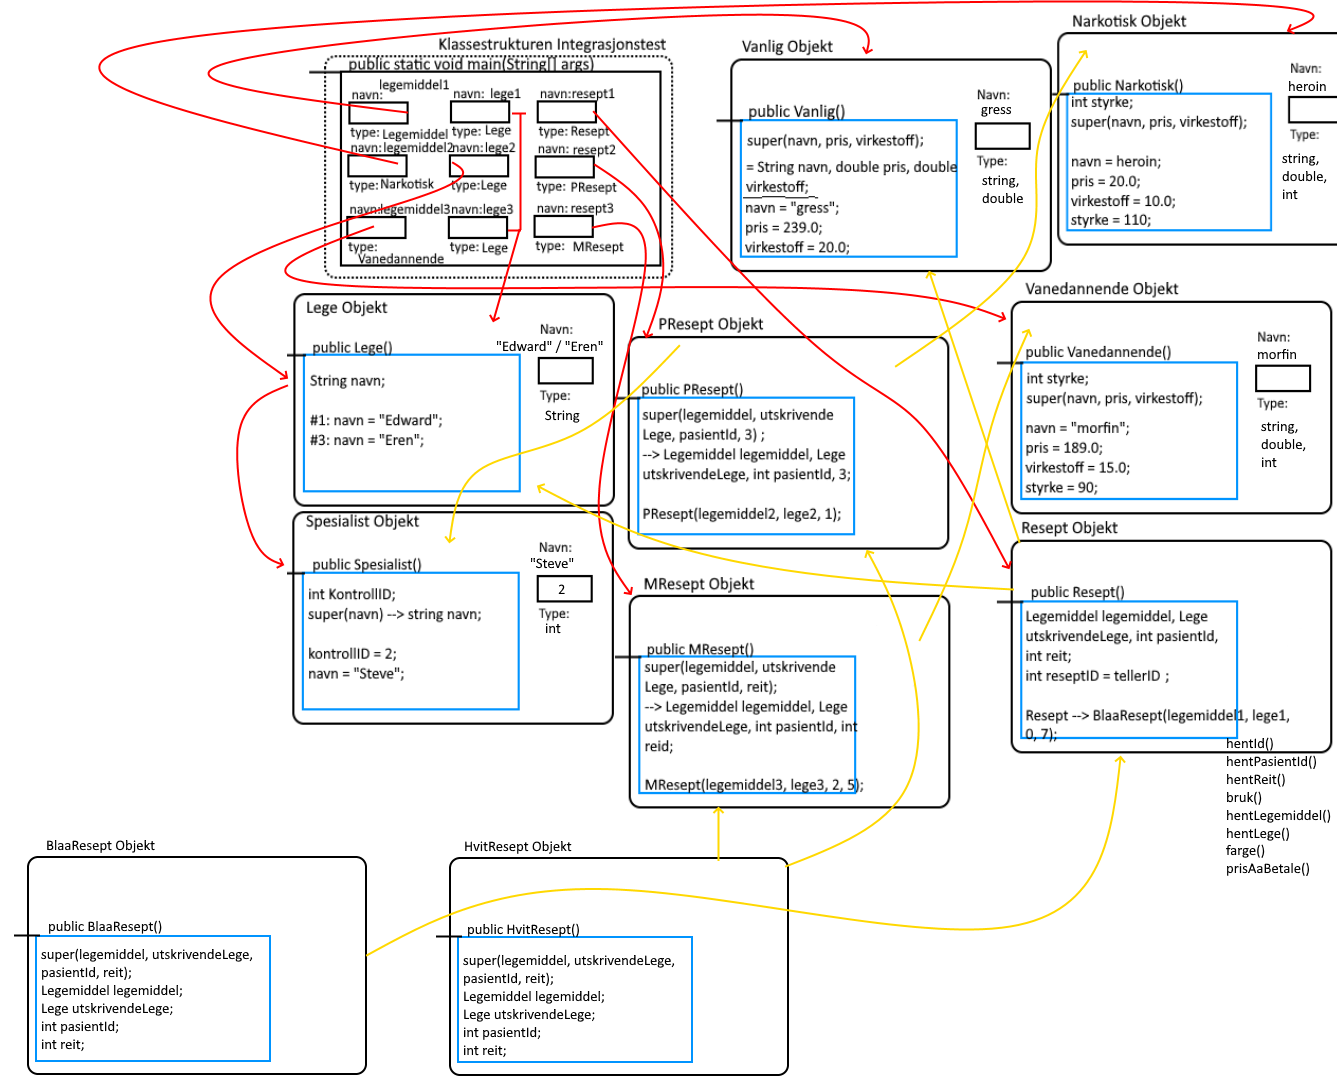 Klassestrukturen Integrasjonstest
public static void main(String[] args)
legemiddel1
navn:
type: Legemiddel
navn: lege1
type: Lege
navn:resept1
type: Resept
navn:legemiddel2
type: Narkotisk
navn:lege2
type:Lege
navn: resept2
type: PResept
navn:legemiddel3
type:
Vanedannende
navn:lege3
type: Lege
navn: resept3
type: MResept
Vanlig Objekt
public Vanlig()
super(navn, pris, virkestoff);
= String navn, double pris, double
virkestoff;
navn = "gress";
pris = 239.0;
virkestoff = 20.0;
Navn:
gress
Type:
string,
double
Narkotisk Objekt
public Narkotisk()
int styrke;
super(navn, pris, virkestoff);
navn = heroin;
pris = 20.0;
virkestoff = 10.0;
styrke = 110;
Navn:
heroin
Type:
string,
double,
int
Lege Objekt
public Lege()
String navn;
#1: navn = "Edward";
#3: navn = "Eren";
Navn:
"Edward" / "Eren"
Type:
String
PResept Objekt
public PResept()
super(legemiddel, utskrivende
Lege, pasientId, 3) ;
--> Legemiddel legemiddel, Lege
utskrivendeLege, int pasientId, 3;
PResept(legemiddel2, lege2, 1);
Vanedannende Objekt
public Vanedannende()
int styrke;
super(navn, pris, virkestoff);
navn = "morfin";
pris = 189.0;
virkestoff = 15.0;
styrke = 90;
Navn:
morfin
Type:
string,
double,
int
Spesialist Objekt
public Spesialist()
int KontrollID;
super(navn) --> string navn;
kontrollID = 2;
navn = "Steve";
Navn:
"Steve"
2
Type:
int
MResept Objekt
public MResept()
super(legemiddel, utskrivende
Lege, pasientId, reit);
--> Legemiddel legemiddel, Lege
utskrivendeLege, int pasientId, int
reid;
MResept(legemiddel3, lege3, 2, 5);
Resept Objekt
public Resept()
Legemiddel legemiddel, Lege
utskrivendeLege, int pasientId,
int reit;
int reseptID = tellerID ;
Resept --> BlaaResept(legemiddel1, lege1,
0, 7);
hentId()
hentPasientId()
hentReit()
bruk()
hentLegemiddel()
hentLege()
farge()
prisAaBetale()
BlaaResept Objekt
public BlaaResept()
super(legemiddel, utskrivendeLege,
pasientId, reit);
Legemiddel legemiddel;
Lege utskrivendeLege;
int pasientId;
int reit;
HvitResept Objekt
public HvitResept()
super(legemiddel, utskrivendeLege,
pasientId, reit);
Legemiddel legemiddel;
Lege utskrivendeLege;
int pasientId;
int reit;